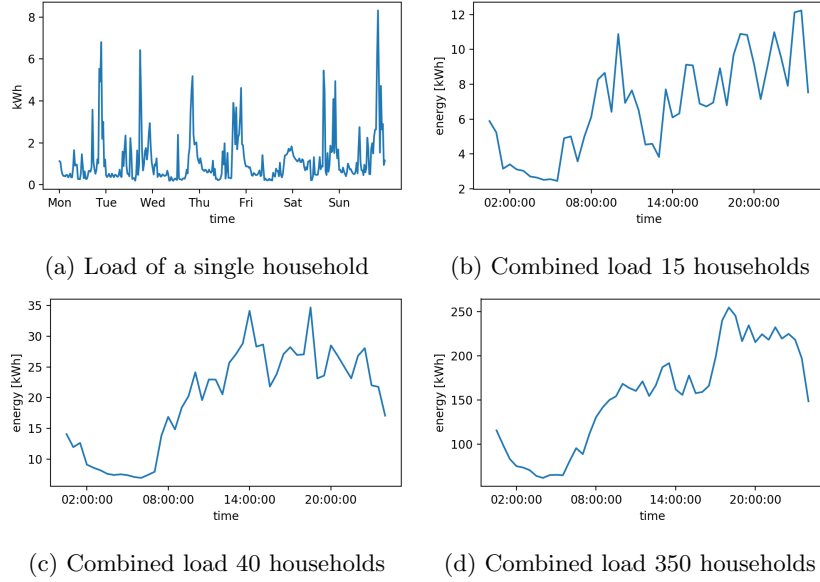 8
6
4
2
0
kWh
Mon Tue Wed Thu Fri Sat Sun
time
(a) Load of a single household
12
10
8
6
4
2
energy [kWh]
02:00:00 08:00:00 14:00:00 20:00:00
time
(b) Combined load 15 households
35
30
25
20
15
10
energy [kWh]
02:00:00 08:00:00 14:00:00 20:00:00
time
(c) Combined load 40 households
250
200
150
100
energy [kWh]
02:00:00 08:00:00 14:00:00 20:00:00
time
(d) Combined load 350 households